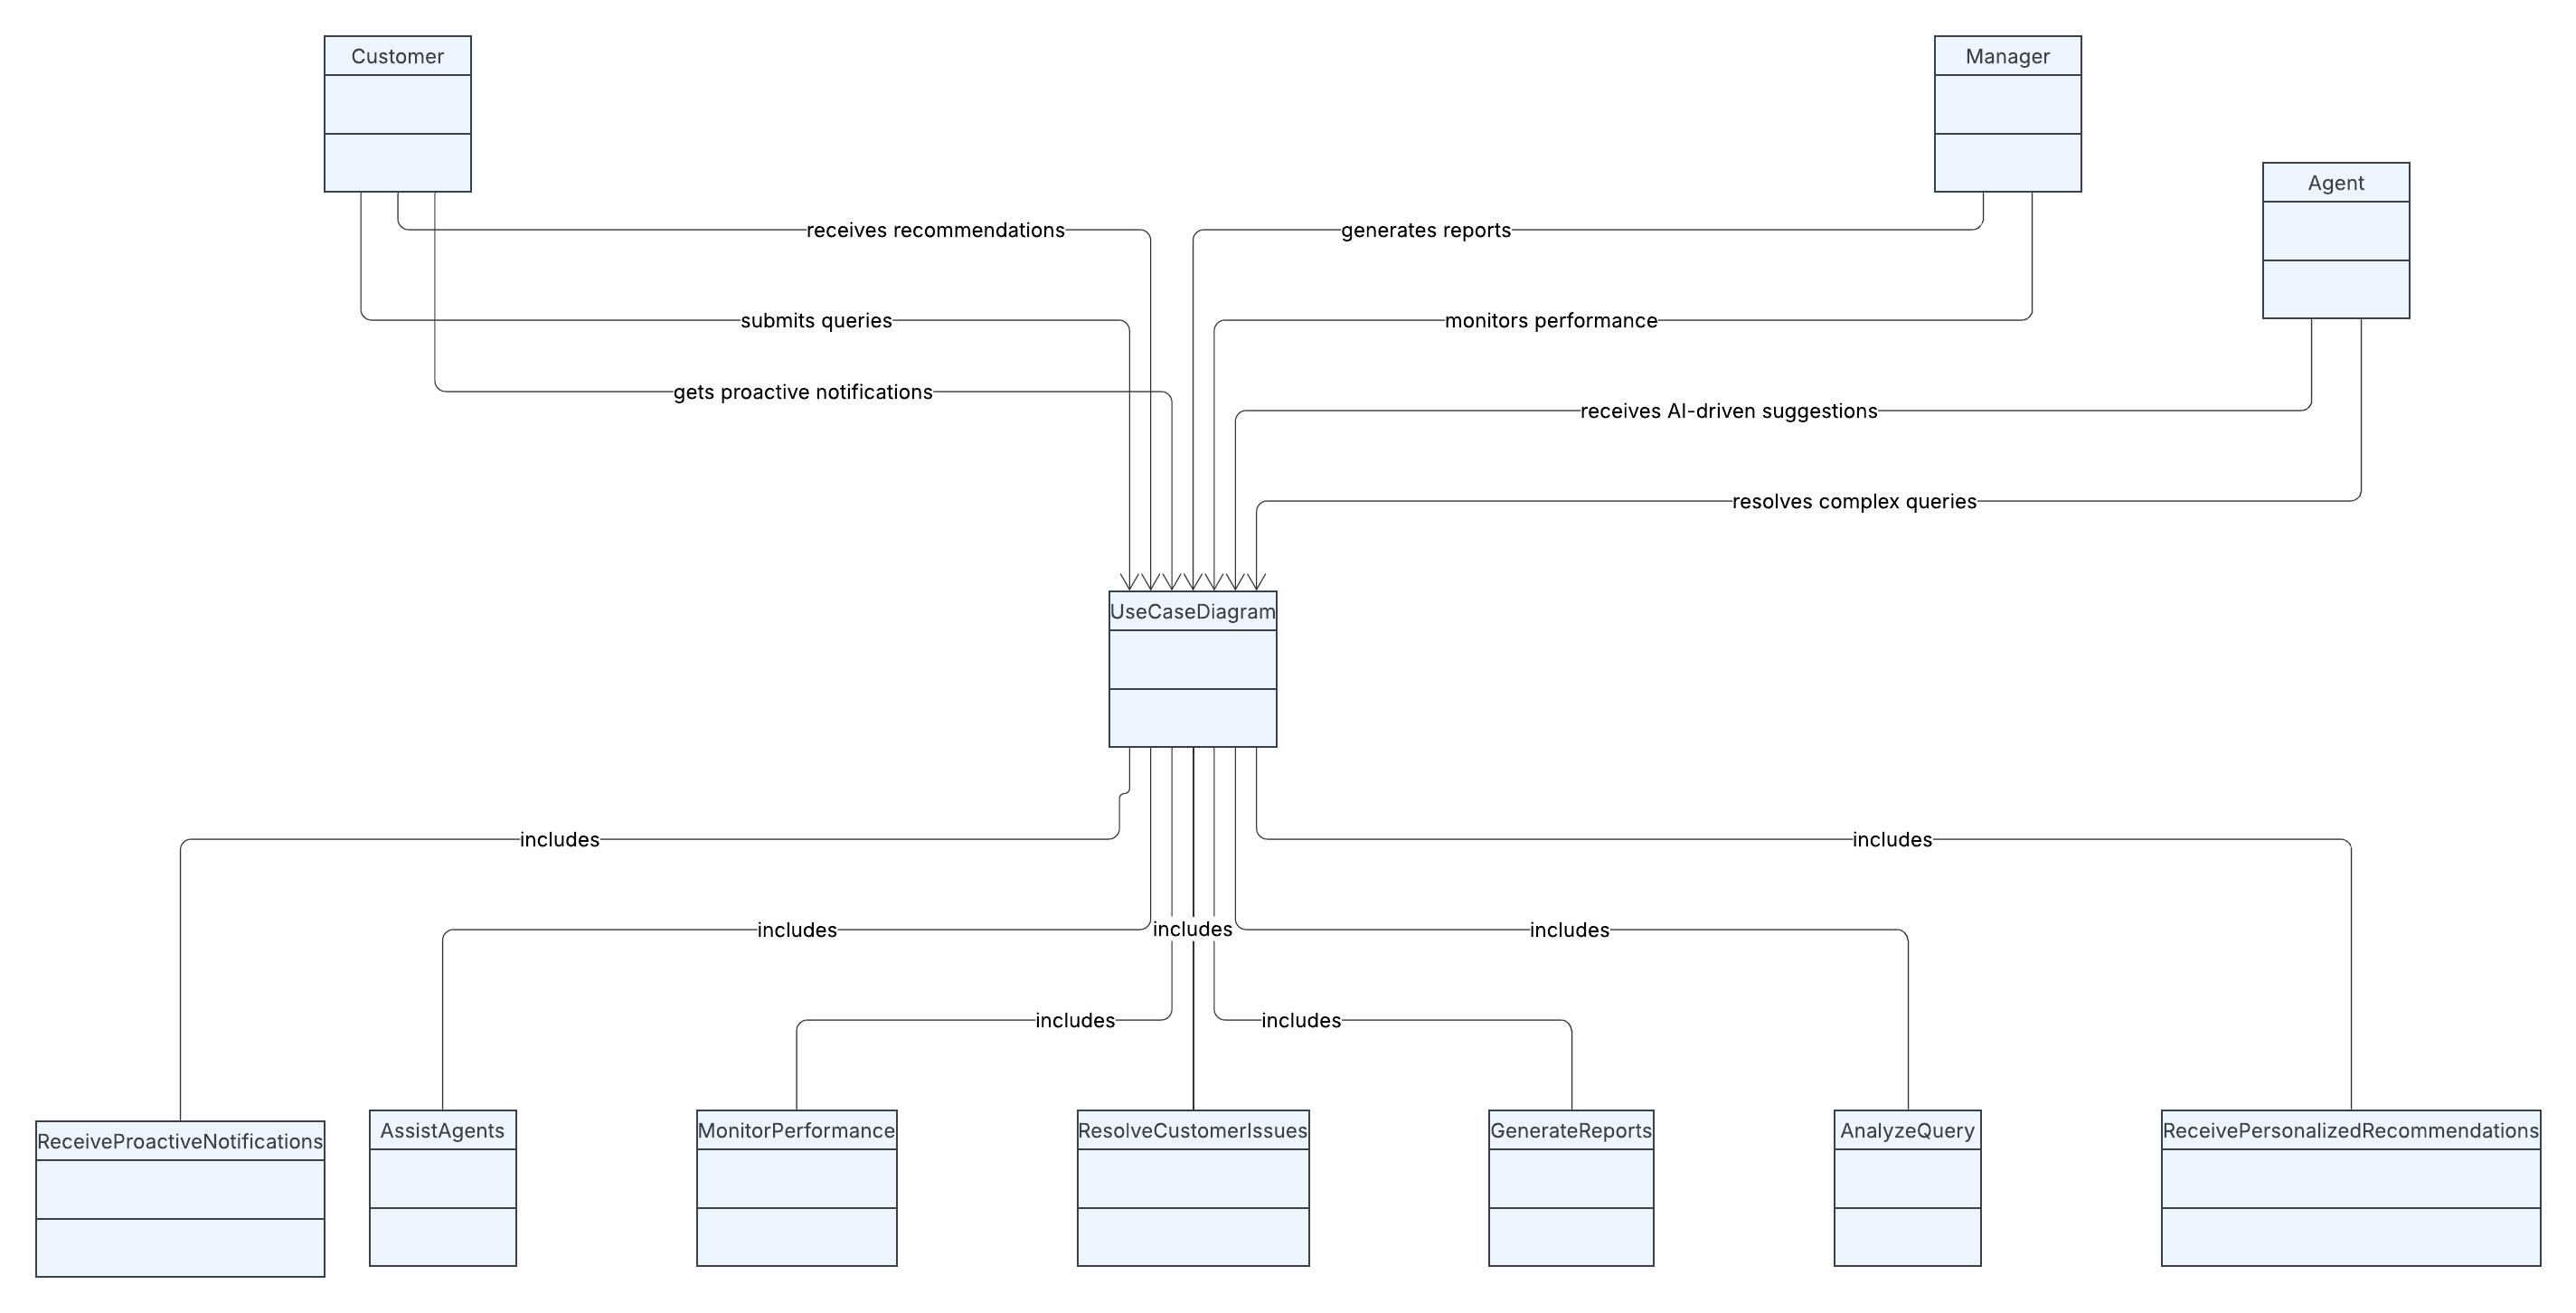 Customer
Manager
Agent
receives recommendations
generates reports
submits queries
monitors performance
gets proactive notifications
receives AI-driven suggestions
resolves complex queries
UseCaseDiagram
includes
includes
includes
includes
includes
includes
includes
ReceiveProactiveNotifications
AssistAgents
MonitorPerformance
ResolveCustomerIssues
GenerateReports
AnalyzeQuery
ReceivePersonalizedRecommendations